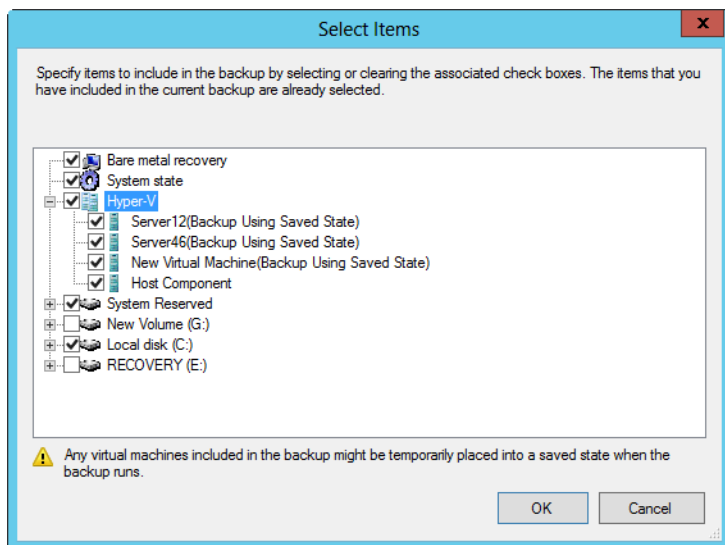 Select Items
x
Specify items to include in the backup by selecting or clearing the associated check boxes. The items that you
have included in the current backup are already selected.
Bare metal recovery
System state
Hyper-V
Server12(Backup Using Saved State)
Server46(Backup Using Saved State)
New Virtual Machine(Backup Using Saved State)
Host Component
System Reserved
New Volume (G:)
Local disk (C:)
RECOVERY (E:)
Any virtual machines included in the backup might be temporarily placed into a saved state when the
backup runs.
OK Cancel